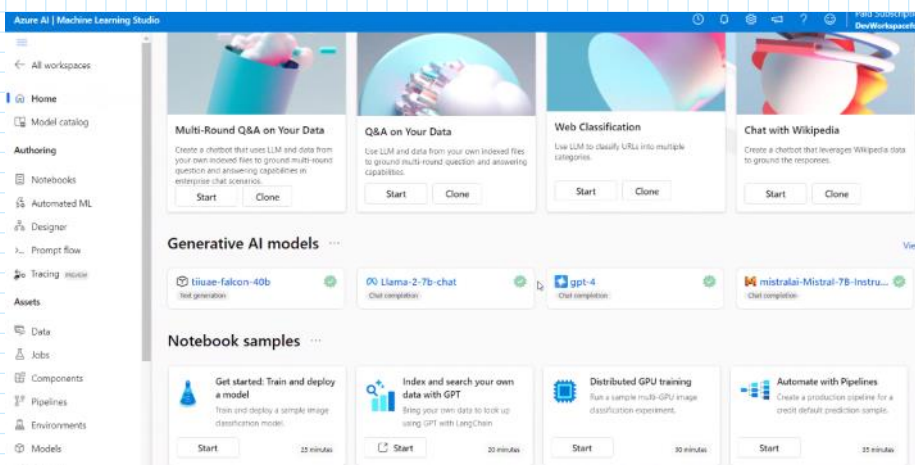 Azure AI | Machine Learning Studio
Paid Subscriptio
DevWorkspacefo
All workspaces
Home
Model catalog
Authoring
Notebooks
Automated ML
Designer
Prompt flow
Tracing PREVIEW
Assets
Data
Jobs
Components
Pipelines
Environments
Models
Multi-Round Q&A on Your Data
Create a chatbot that uses LLM and data from
your own indexed files to ground multi-round
question and answering capabilities in
enterprise chat scenarios.
Start Clone
Q&A on Your Data
Use LLM and data from your own indexed files
to ground multi-round question and answering
capabilities.
Start Clone
Web Classification
Use LLM to classify URLs into multiple
categories.
Start Clone
Chat with Wikipedia
Create a chatbot that leverages Wikipedia data
to ground the responses.
Start Clone
Generative AI models ...
Vie
tiiuae-falcon-40b
Text generation
Llama-2-7b-chat
Chat completion
gpt-4
Chat completion
mistralai-Mistral-7B-Instru...
Chat completion
Notebook samples ...
Get started: Train and deploy
a model
Train and deploy a sample image
classification model.
Start 25 minutes
Index and search your own
data with GPT
Bring your own data to look up
using GPT with LangChain
Start 20 minutes
Distributed GPU training
Run a sample multi-GPU image
classification experiment.
Start 30 minutes
Automate with Pipelines
Create a production pipeline for a
credit default prediction sample.
Start 35 minutes